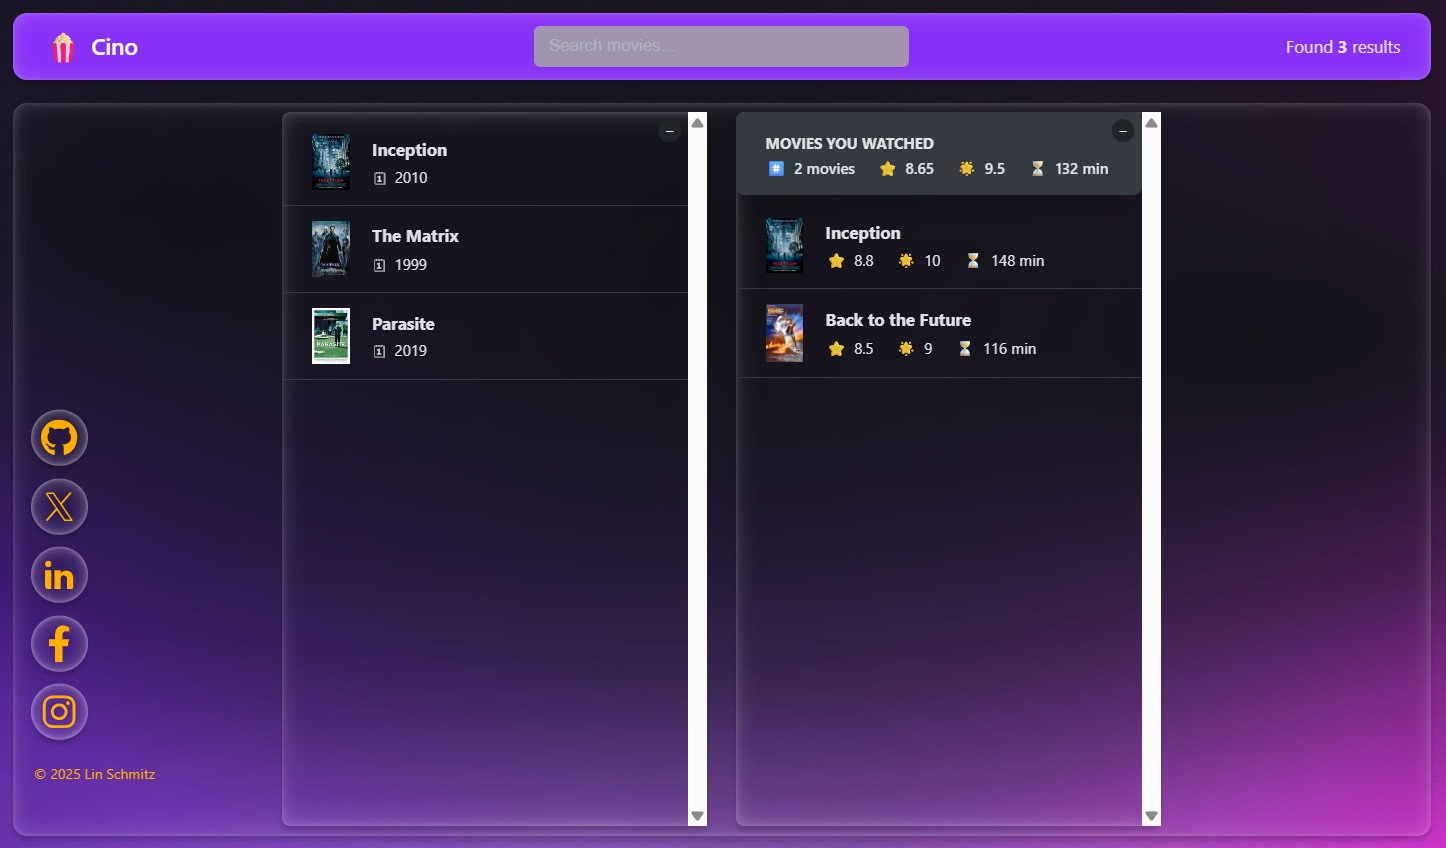 Cino
Search movies...
Found 3 results
Inception
2010
The Matrix
1999
Parasite
2019
MOVIES YOU WATCHED
2 movies 8.65 9.5 132 min
Inception
8.8 10 148 min
Back to the Future
8.5 9 116 min
© 2025 Lin Schmitz